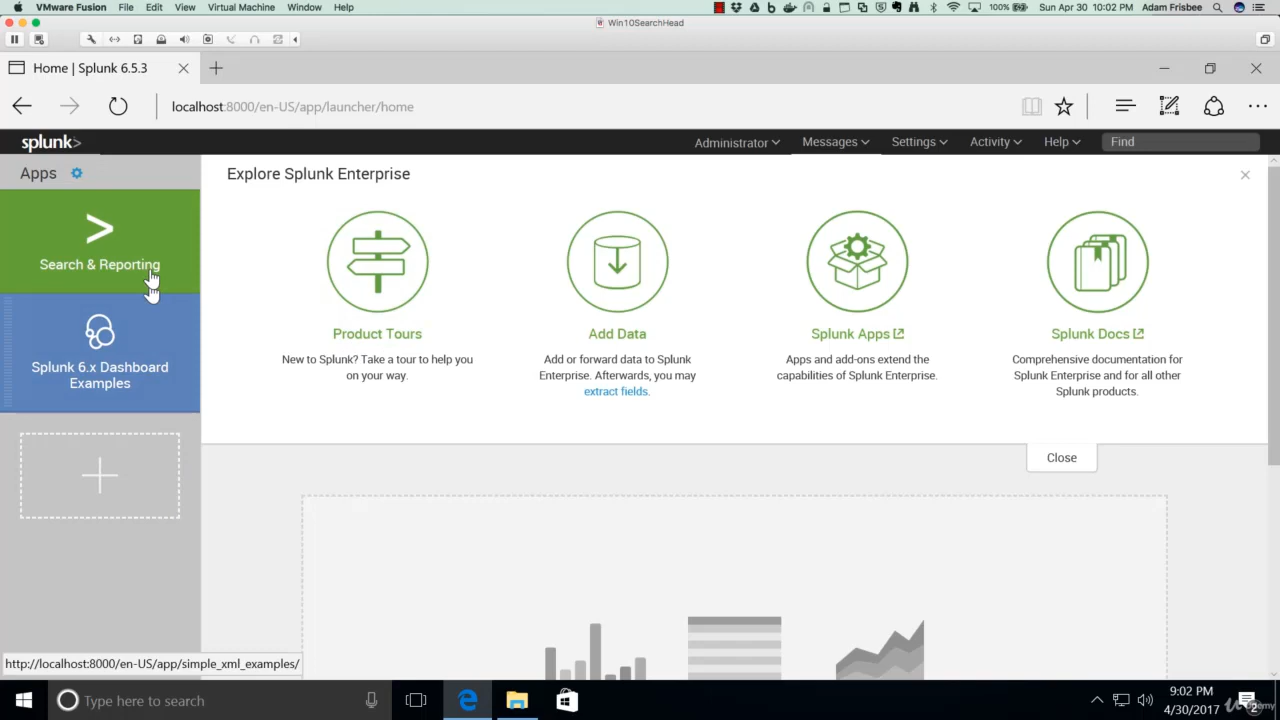 VMware Fusion File Edit View Virtual Machine Window Help 100% Sun Apr 30 10:02 PM Adam Frisbee
Win10SearchHead
Home | Splunk 6.5.3
localhost:8000/en-US/app/launcher/home
splunk> Administrator Messages Settings Activity Help Find
Apps
Explore Splunk Enterprise
Search & Reporting
Splunk 6.x Dashboard
Examples
Product Tours
New to Splunk? Take a tour to help you
on your way.
Add Data
Add or forward data to Splunk
Enterprise. Afterwards, you may
extract fields.
Splunk Apps
Apps and add-ons extend the
capabilities of Splunk Enterprise.
Splunk Docs
Comprehensive documentation for
Splunk Enterprise and for all other
Splunk products.
Close
http://localhost:8000/en-US/app/simple_xml_examples/
Type here to search
9:02 PM
4/30/2017
2